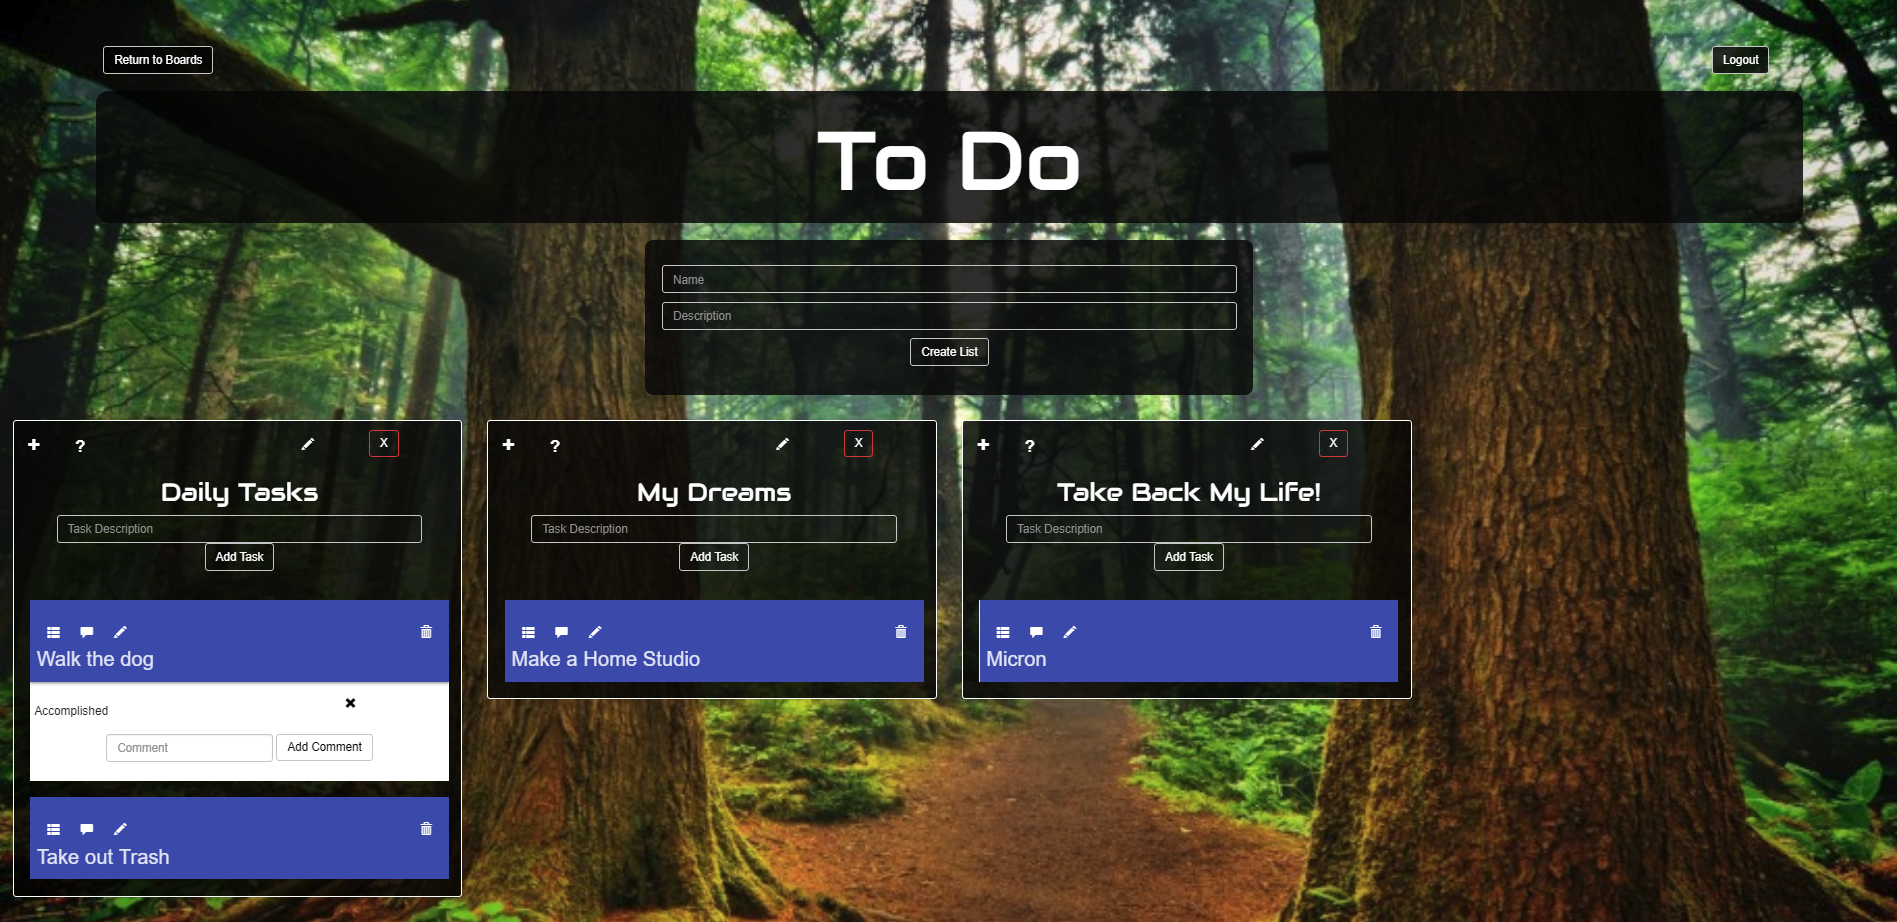 Return to Boards
Logout
To Do
Name
Description
Create List
+ ? X
Daily Tasks
Task Description
Add Task
Walk the dog
Accomplished
Comment
Add Comment
Take out Trash
+ ? X
My Dreams
Task Description
Add Task
Make a Home Studio
+ ? X
Take Back My Life!
Task Description
Add Task
Micron